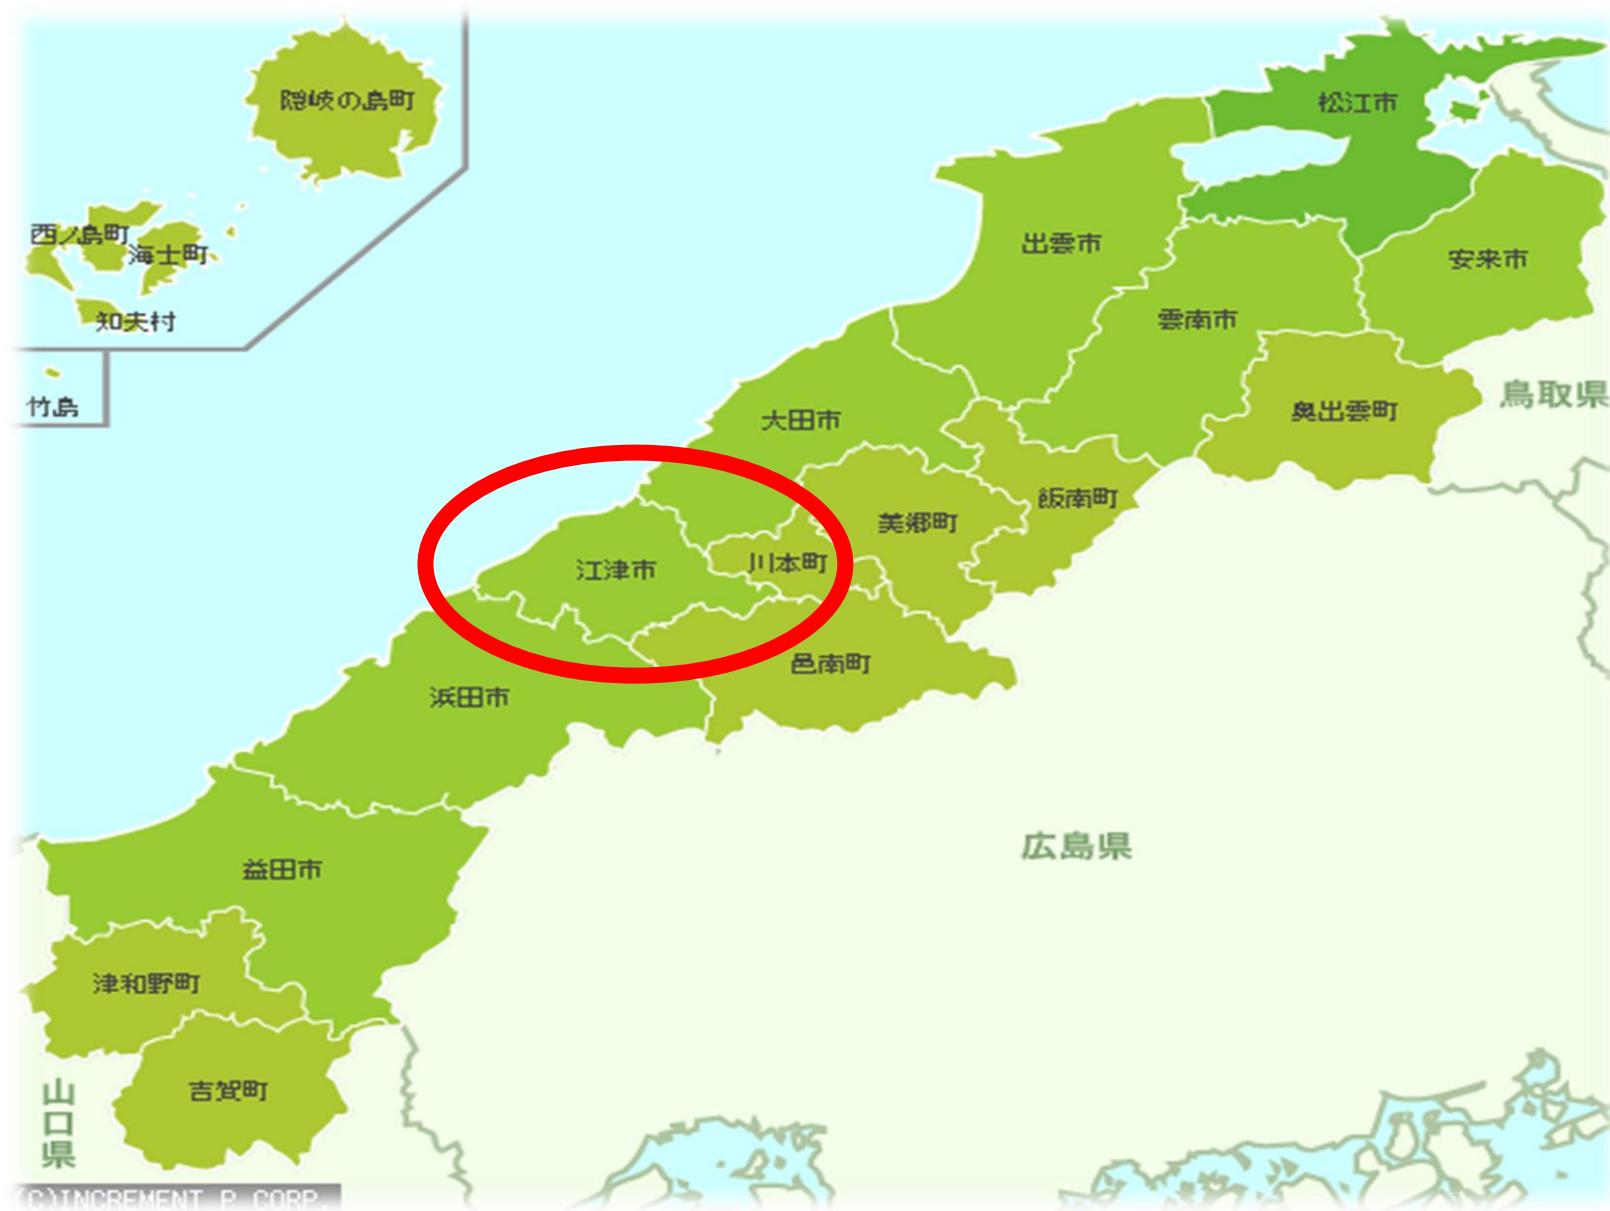 隠岐の島町
松江市
西ノ島町
海士町
出雲市
安来市
知夫村
雲南市
竹島
鳥取県
奥出雲町
大田市
飯南町
美郷町
川本町
江津市
邑南町
浜田市
広島県
益田市
津和野町
吉賀町
山口県
(C)INCREMENT P CORP.